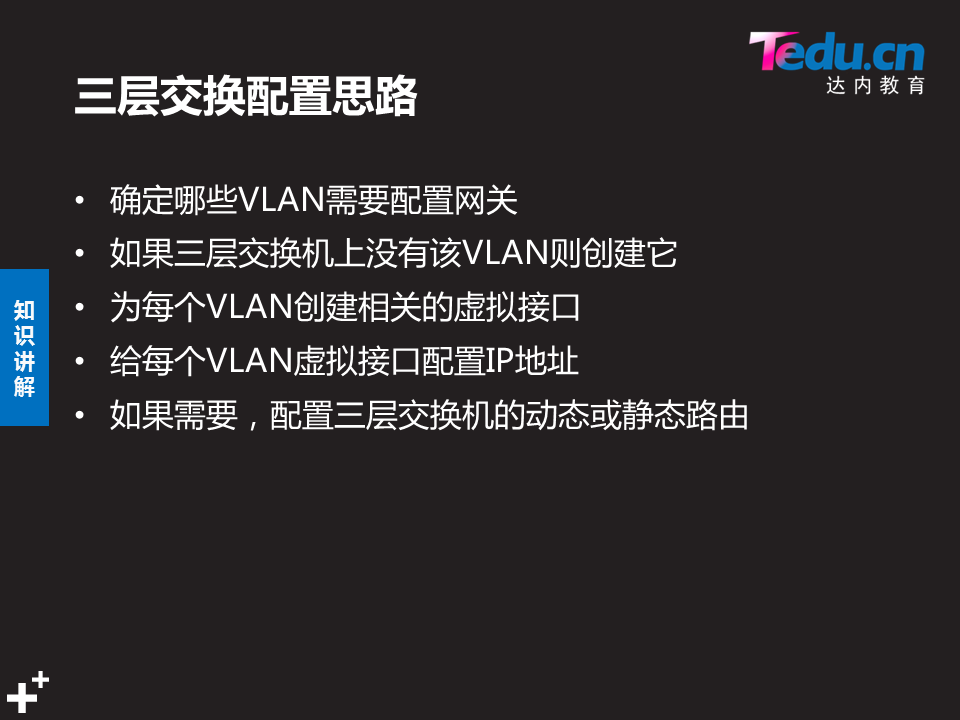 Tedu.cn
达内教育
三层交换配置思路
• 确定哪些VLAN需要配置网关
• 如果三层交换机上没有该VLAN则创建它
• 为每个VLAN创建相关的虚拟接口
• 给每个VLAN虚拟接口配置IP地址
• 如果需要，配置三层交换机的动态或静态路由
知
识
讲
解